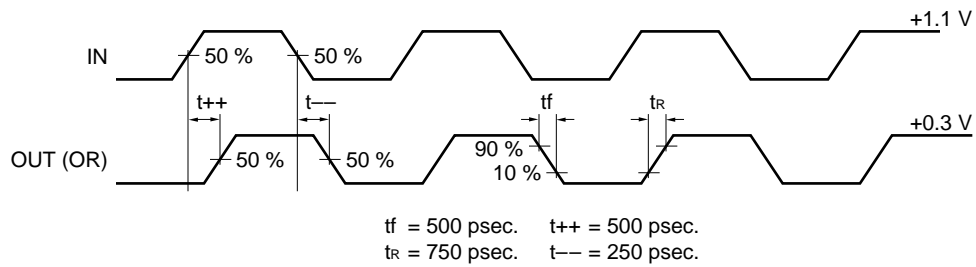 +1.1 V
IN
50 %
50 %
t++
t−−
tf
tR
+0.3 V
OUT (OR)
50 %
50 %
90 %
10 %
tf = 500 psec. t++ = 500 psec.
tR = 750 psec. t−− = 250 psec.